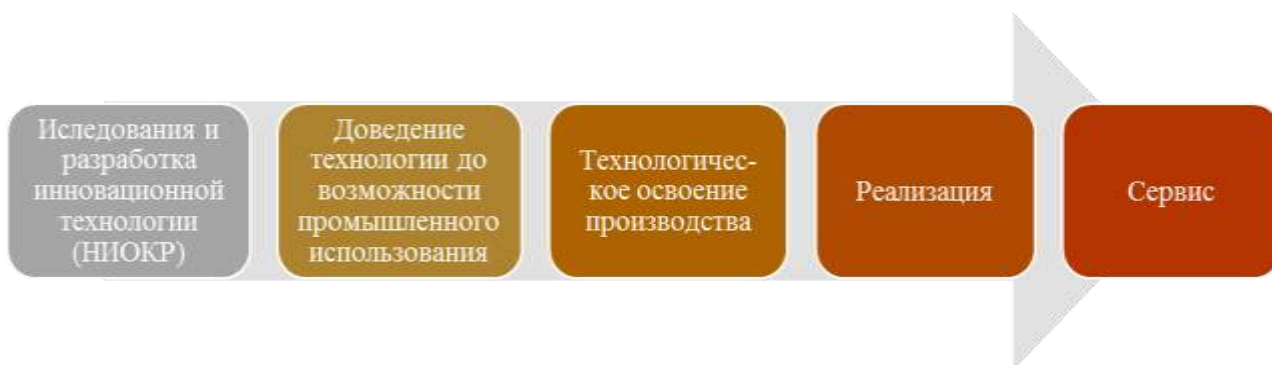 Иследования и
разработка
инновационной
технологии
(НИОКР)
Доведение
технологии до
возможности
промышленного
использования
Технологичес-
кое освоение
производства
Реализация
Сервис